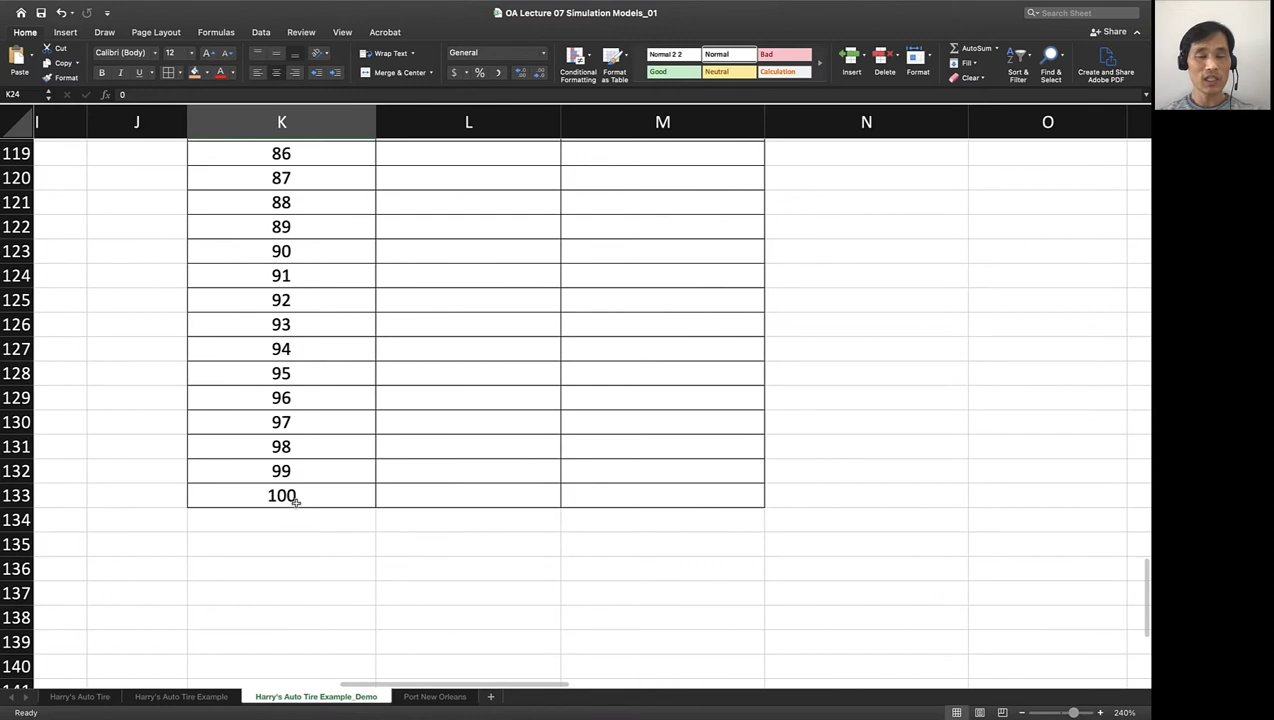 OA Lecture 07 Simulation Models_01
Search Sheet
Home Insert Draw Page Layout Formulas Data Review View Acrobat
Share
Paste
Cut
Copy
Format
Calibri (Body)
12
A A
B I U
Wrap Text
Merge & Center
General
$ %
Conditional Formatting
Format as Table
Normal 2 2 Normal Bad
Good Neutral Calculation
Insert Delete Format
AutoSum
Fill
Clear
Sort & Filter
Find & Select
Create and Share Adobe PDF
K24 fx 0
I J K L M N O
119 86
120 87
121 88
122 89
123 90
124 91
125 92
126 93
127 94
128 95
129 96
130 97
131 98
132 99
133 100
134
135
136
137
138
139
140
Harry's Auto Tire Harry's Auto Tire Example Harry's Auto Tire Example_Demo Port New Orleans +
Ready
240%